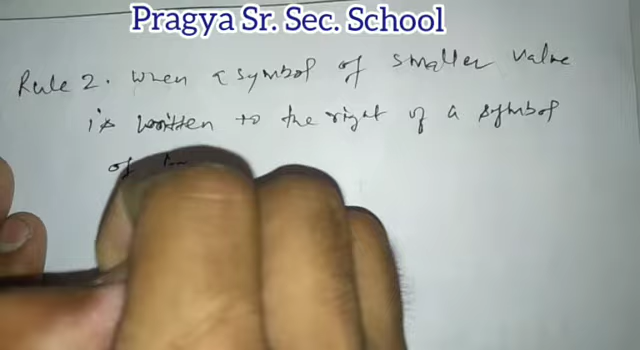 Pragya Sr. Sec. School
Rule 2. When a symbol of smaller value
is written to the right of a symbol
of